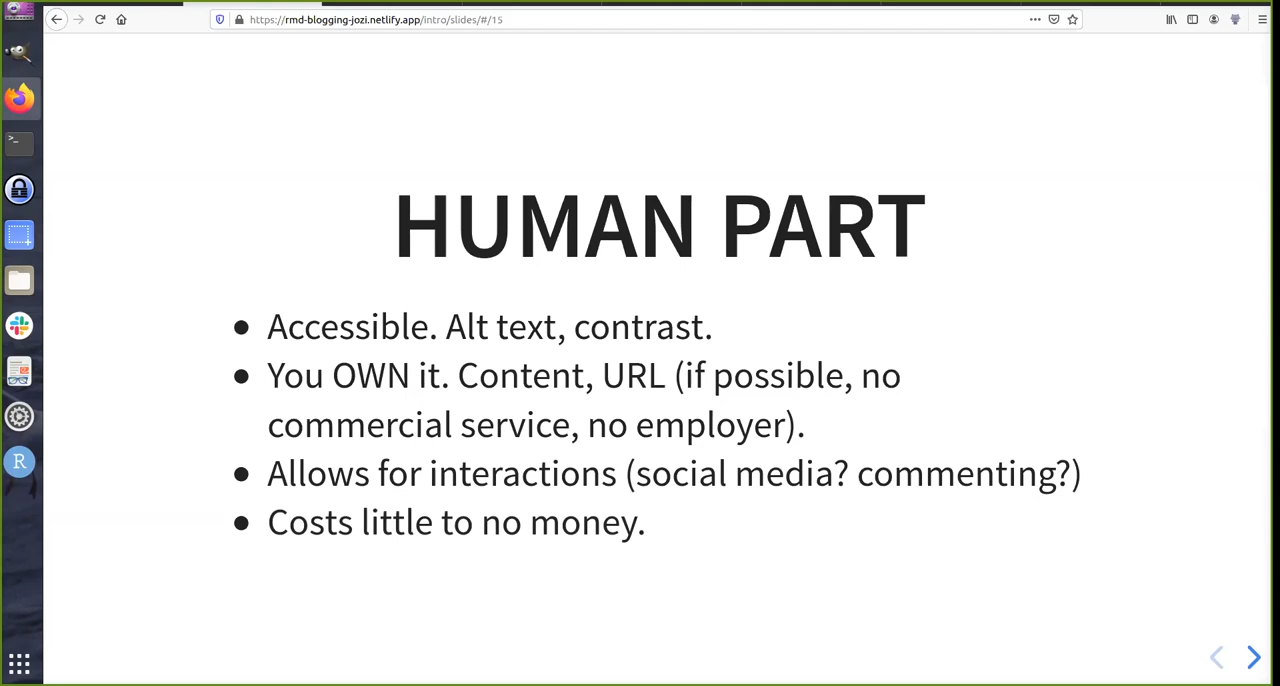 https://rmd-blogging-jozi.netlify.app/intro/slides/#/15
HUMAN PART
• Accessible. Alt text, contrast.
• You OWN it. Content, URL (if possible, no
commercial service, no employer).
• Allows for interactions (social media? commenting?)
• Costs little to no money.
>_
R